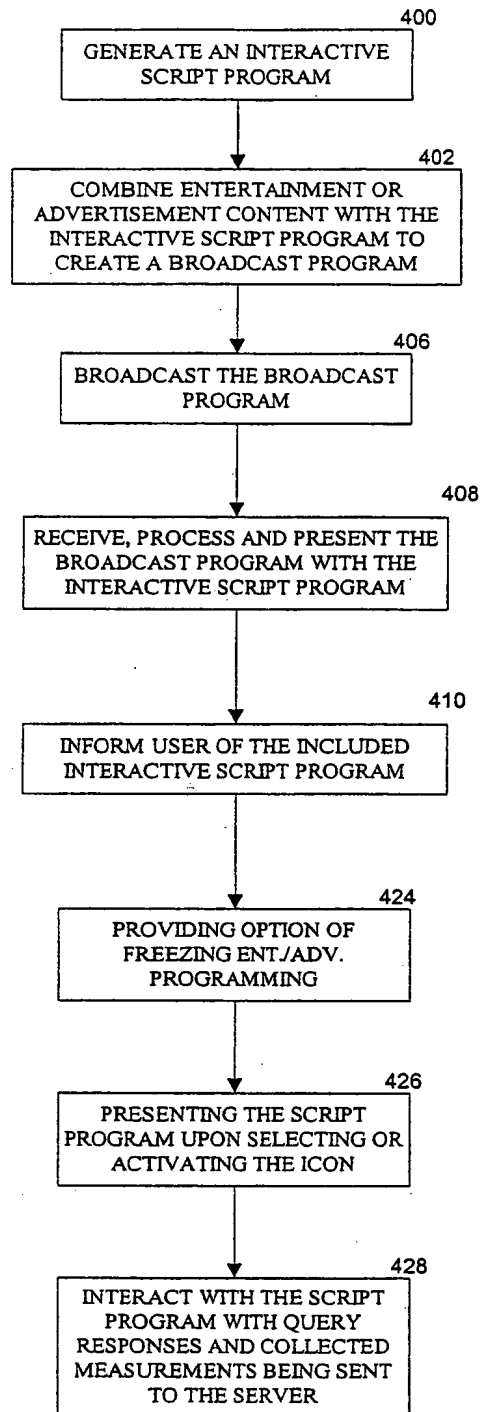 400
GENERATE AN INTERACTIVE
SCRIPT PROGRAM
402
COMBINE ENTERTAINMENT OR
ADVERTISEMENT CONTENT WITH THE
INTERACTIVE SCRIPT PROGRAM TO
CREATE A BROADCAST PROGRAM
406
BROADCAST THE BROADCAST
PROGRAM
408
RECEIVE, PROCESS AND PRESENT THE
BROADCAST PROGRAM WITH THE
INTERACTIVE SCRIPT PROGRAM
410
INFORM USER OF THE INCLUDED
INTERACTIVE SCRIPT PROGRAM
424
PROVIDING OPTION OF
FREEZING ENT./ADV.
PROGRAMMING
426
PRESENTING THE SCRIPT
PROGRAM UPON SELECTING OR
ACTIVATING THE ICON
428
INTERACT WITH THE SCRIPT
PROGRAM WITH QUERY
RESPONSES AND COLLECTED
MEASUREMENTS BEING SENT
TO THE SERVER